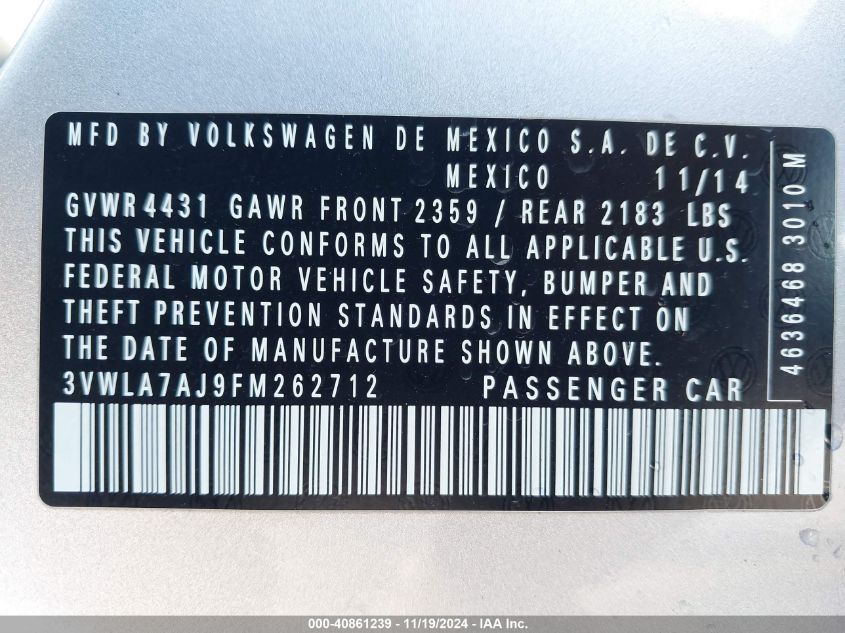 MFD BY VOLKSWAGEN DE MEXICO S.A. DE C.V.
MEXICO 11/14
GVWR 4431 GAWR FRONT 2359 / REAR 2183 LBS
THIS VEHICLE CONFORMS TO ALL APPLICABLE U.S.
FEDERAL MOTOR VEHICLE SAFETY, BUMPER AND
THEFT PREVENTION STANDARDS IN EFFECT ON
THE DATE OF MANUFACTURE SHOWN ABOVE.
3VWLA7AJ9FM262712 PASSENGER CAR
4636468 3010 M
000-40861239 - 11/19/2024 - IAA Inc.